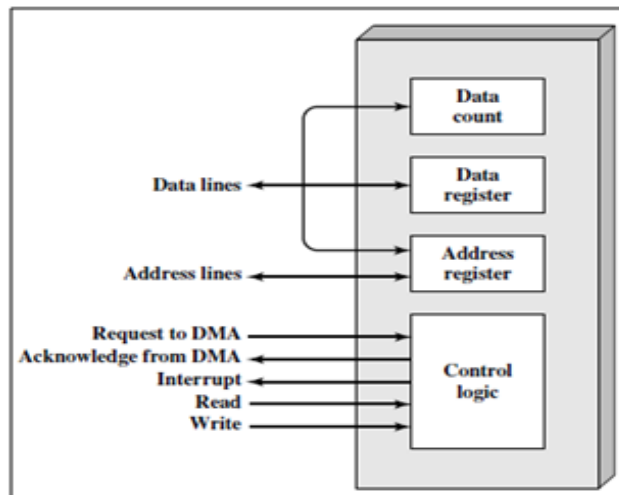 Data
count
Data lines
Data
register
Address
register
Address lines
Request to DMA
Acknowledge from DMA
Interrupt
Read
Write
Control
logic